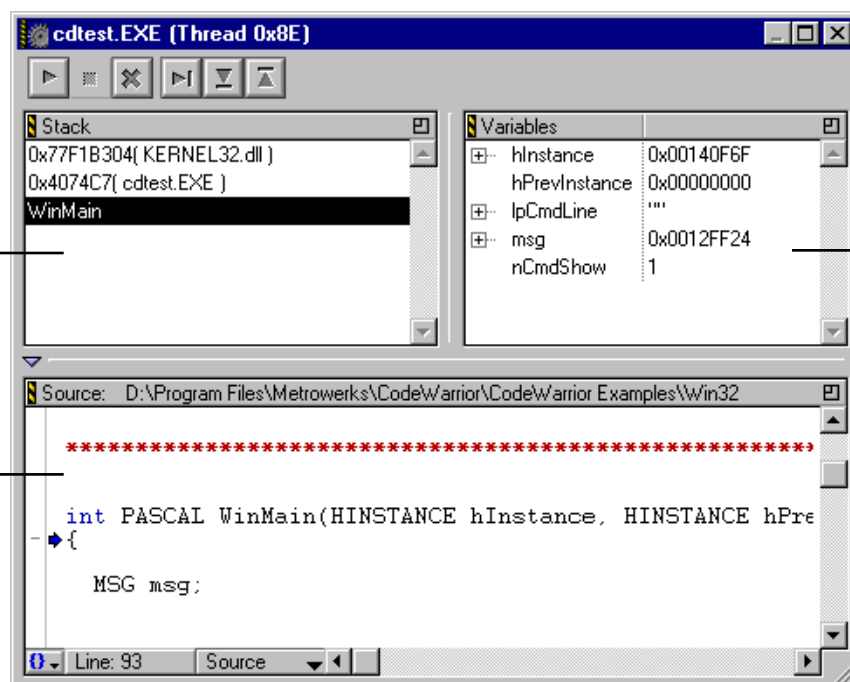 cdtest.EXE (Thread 0x8E)
Stack
0x77F1B304( KERNEL32.dll )
0x4074C7( cdtest.EXE )
WinMain
Variables
hInstance 0x00140F6F
hPrevInstance 0x00000000
lpCmdLine ""
msg 0x0012FF24
nCmdShow 1
Source: D:\Program Files\Metrowerks\CodeWarrior\CodeWarrior Examples\Win32
******************************************************
int PASCAL WinMain(HINSTANCE hInstance, HINSTANCE hPre
{
MSG msg;
{} Line: 93 Source